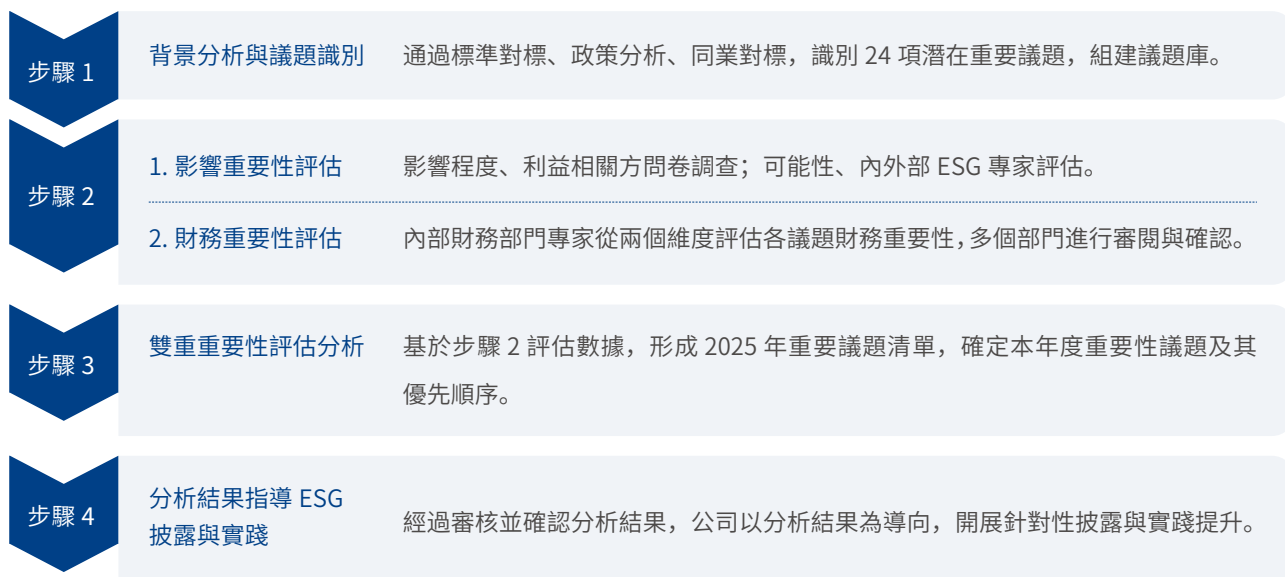 步驟 1
背景分析與議題識別
通過標準對標、政策分析、同業對標，識別 24 項潛在重要議題，組建議題庫。
步驟 2
1. 影響重要性評估
影響程度、利益相關方問卷調查；可能性、內外部 ESG 專家評估。
2. 財務重要性評估
內部財務部門專家從兩個維度評估各議題財務重要性，多個部門進行審閱與確認。
步驟 3
雙重重要性評估分析
基於步驟 2 評估數據，形成 2025 年重要議題清單，確定本年度重要性議題及其
優先順序。
步驟 4
分析結果指導 ESG
披露與實踐
經過審核並確認分析結果，公司以分析結果為導向，開展針對性披露與實踐提升。